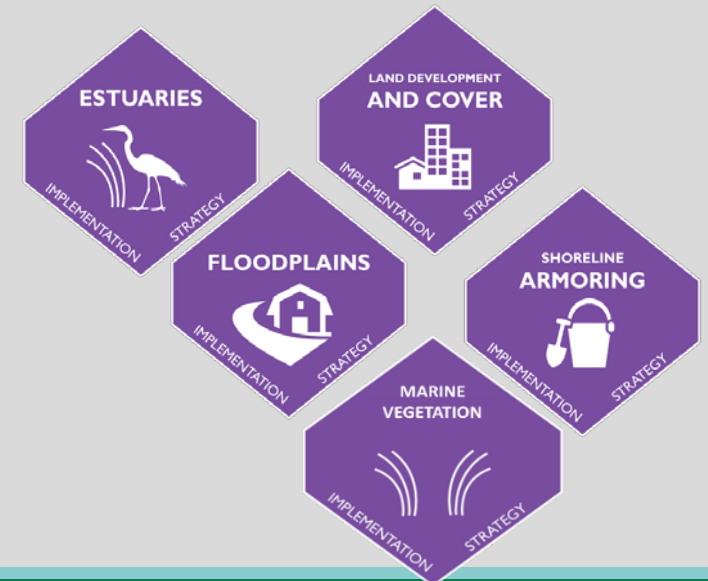 ESTUARIES
IMPLEMENTATION
STRATEGY
LAND DEVELOPMENT
AND COVER
IMPLEMENTATION
STRATEGY
FLOODPLAINS
IMPLEMENTATION
STRATEGY
SHORELINE
ARMORING
IMPLEMENTATION
STRATEGY
MARINE
VEGETATION
IMPLEMENTATION
STRATEGY